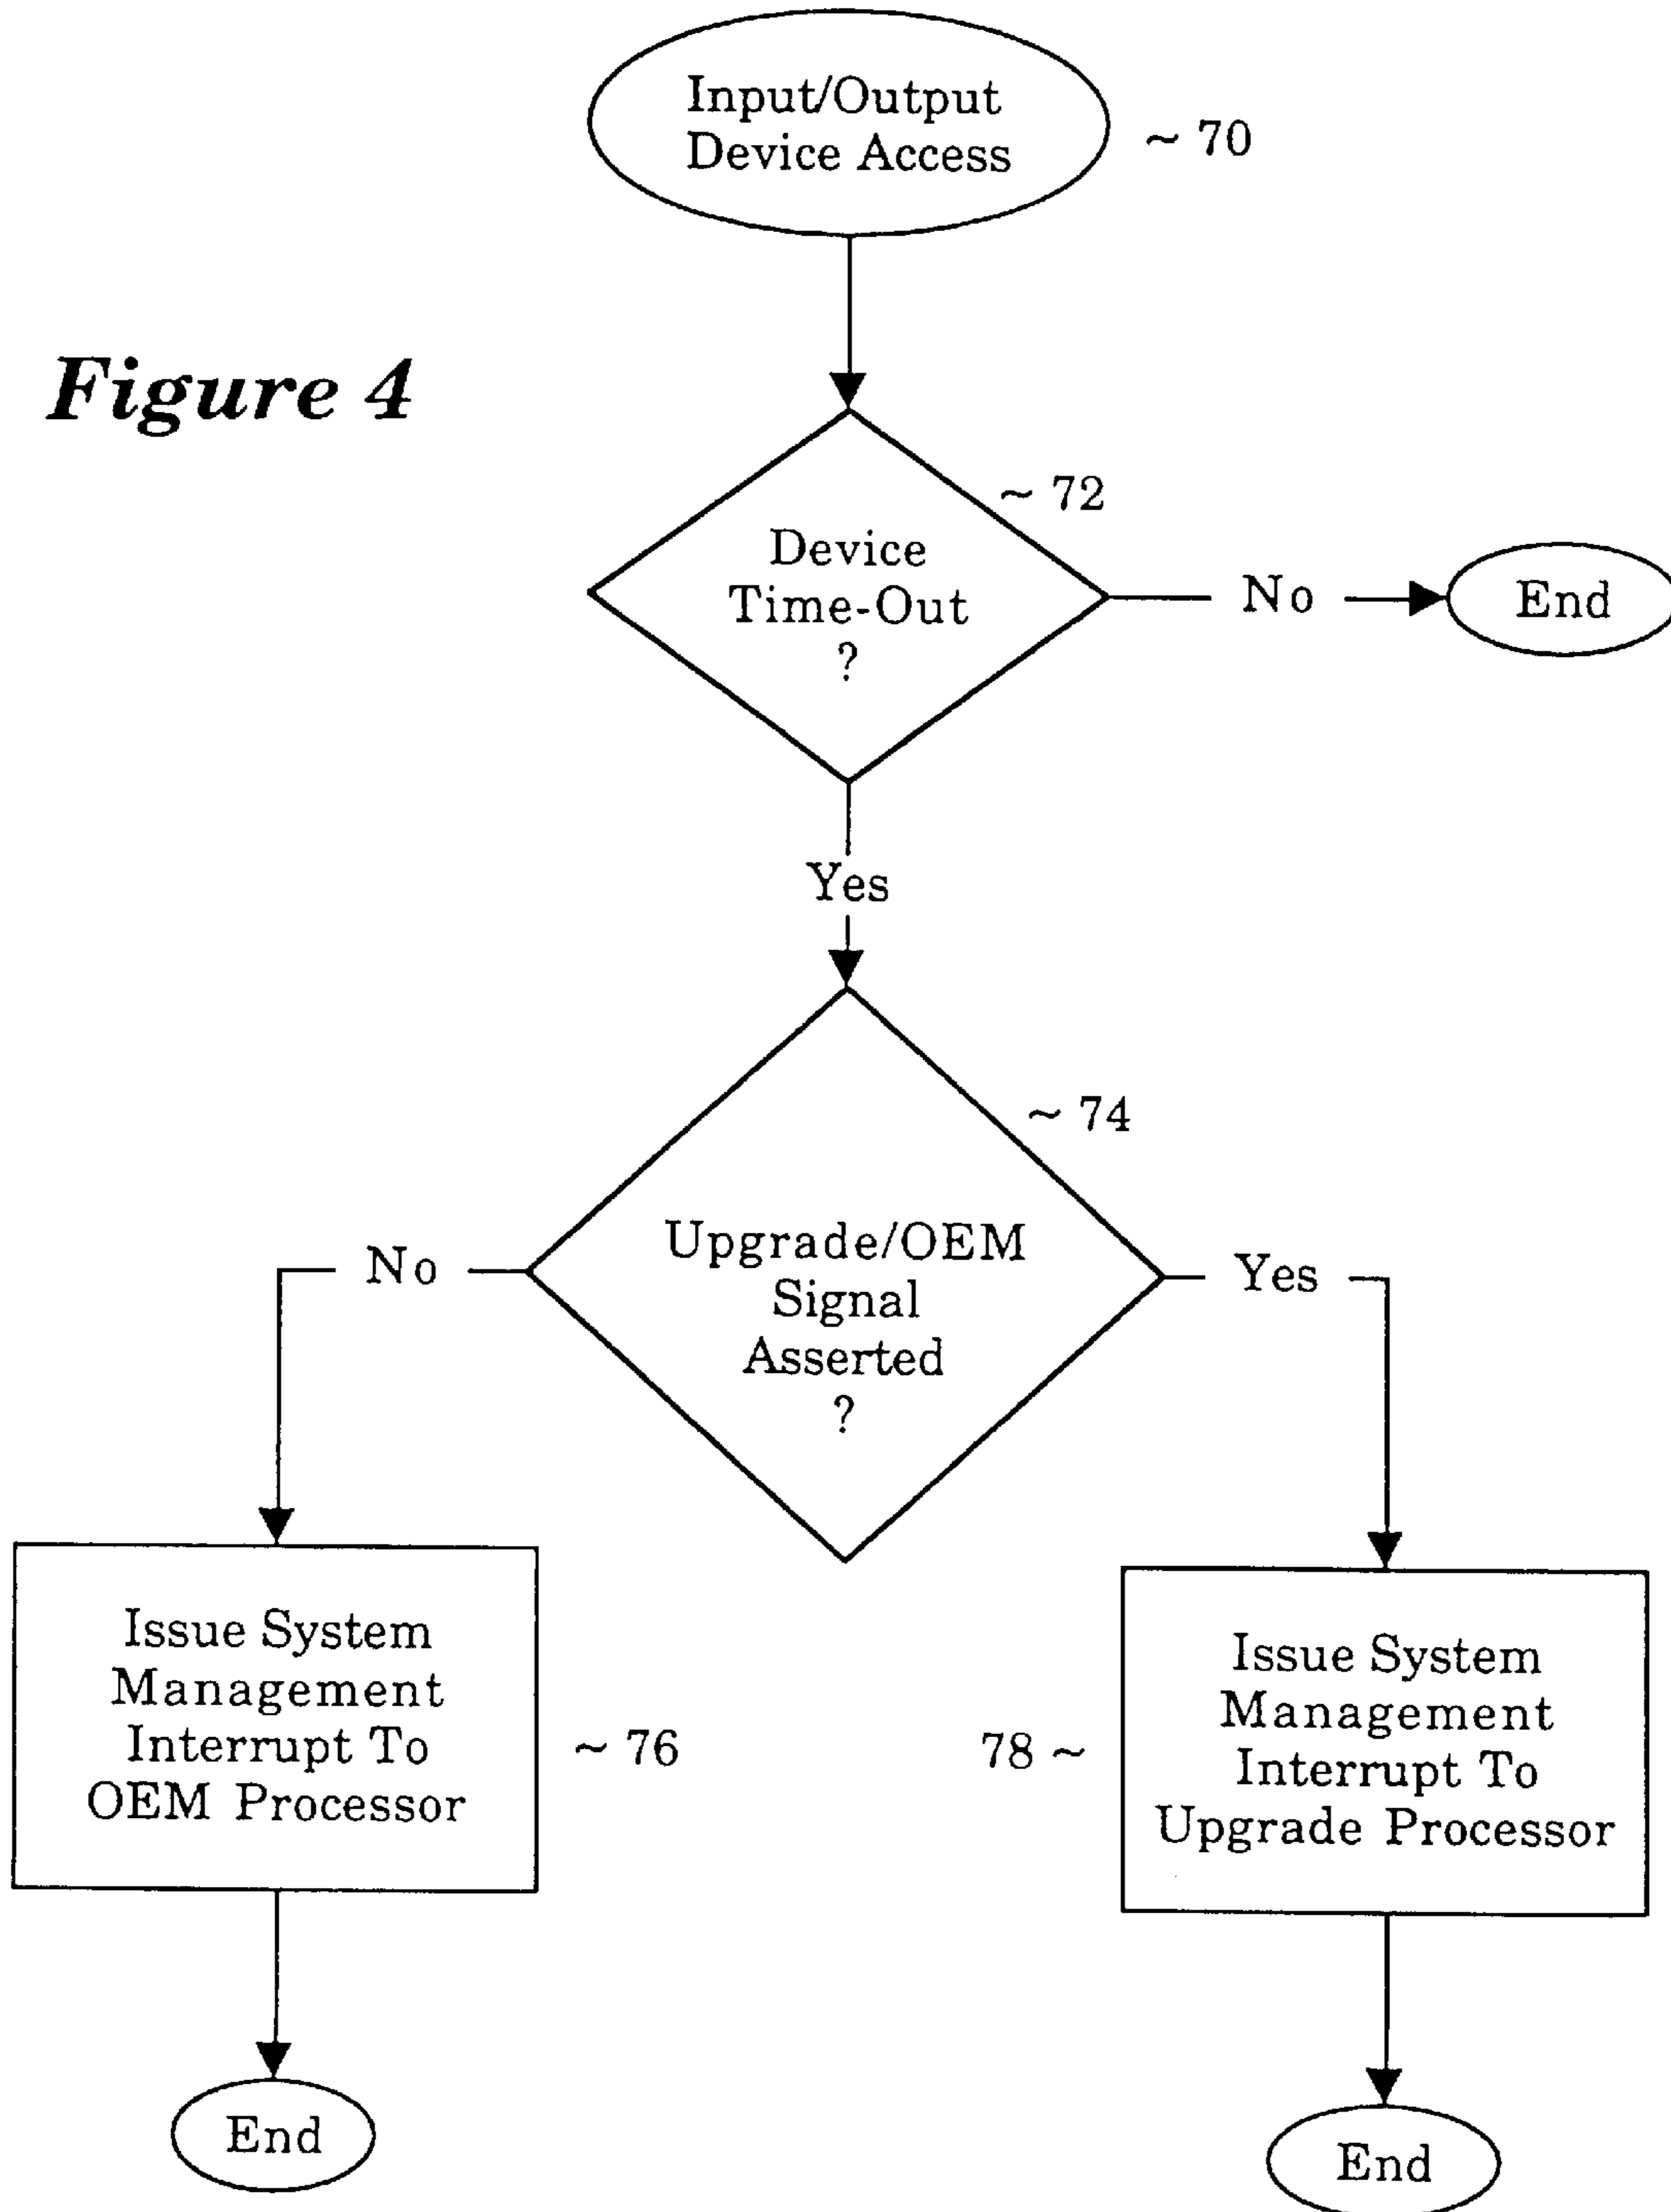 Input/Output
Device Access
~ 70
Figure 4
~ 72
Device
Time-Out
?
No
End
Yes
~ 74
Upgrade/OEM
Signal
Asserted
?
No
Yes
Issue System
Management
Interrupt To
OEM Processor
~ 76
78 ~
Issue System
Management
Interrupt To
Upgrade Processor
End
End